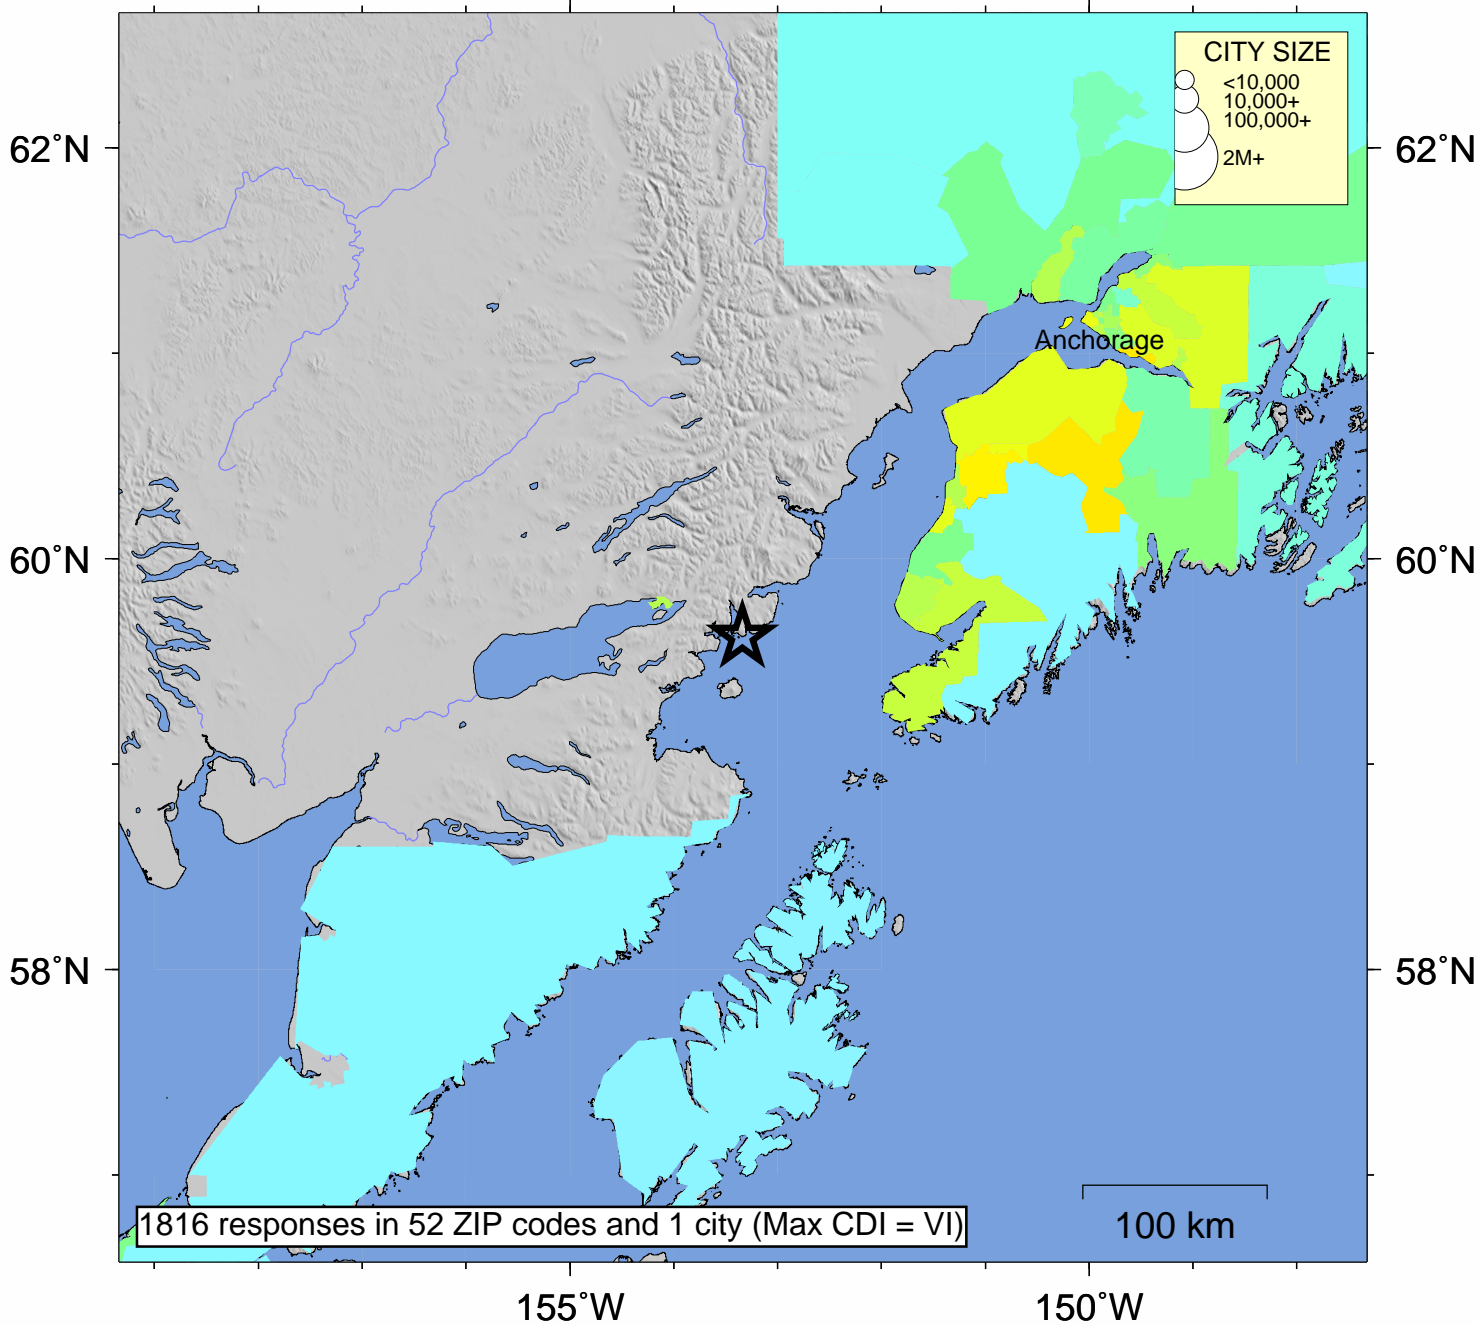 CITY SIZE
<10,000
10,000+
100,000+
2M+
62˚N
62˚N
Anchorage
60˚N
60˚N
58˚N
58˚N
1816 responses in 52 ZIP codes and 1 city (Max CDI = VI)
100 km
155˚W
150˚W